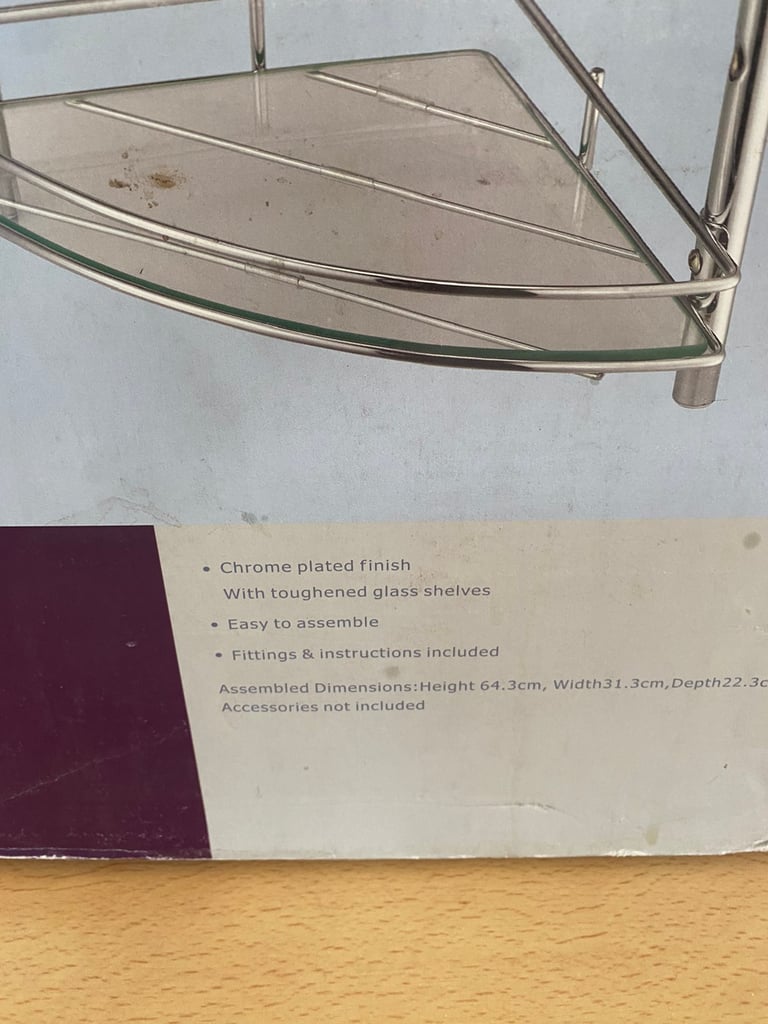 • Chrome plated finish
With toughened glass shelves
• Easy to assemble
• Fittings & instructions included
Assembled Dimensions:Height 64.3cm, Width31.3cm,Depth22.3c
Accessories not included